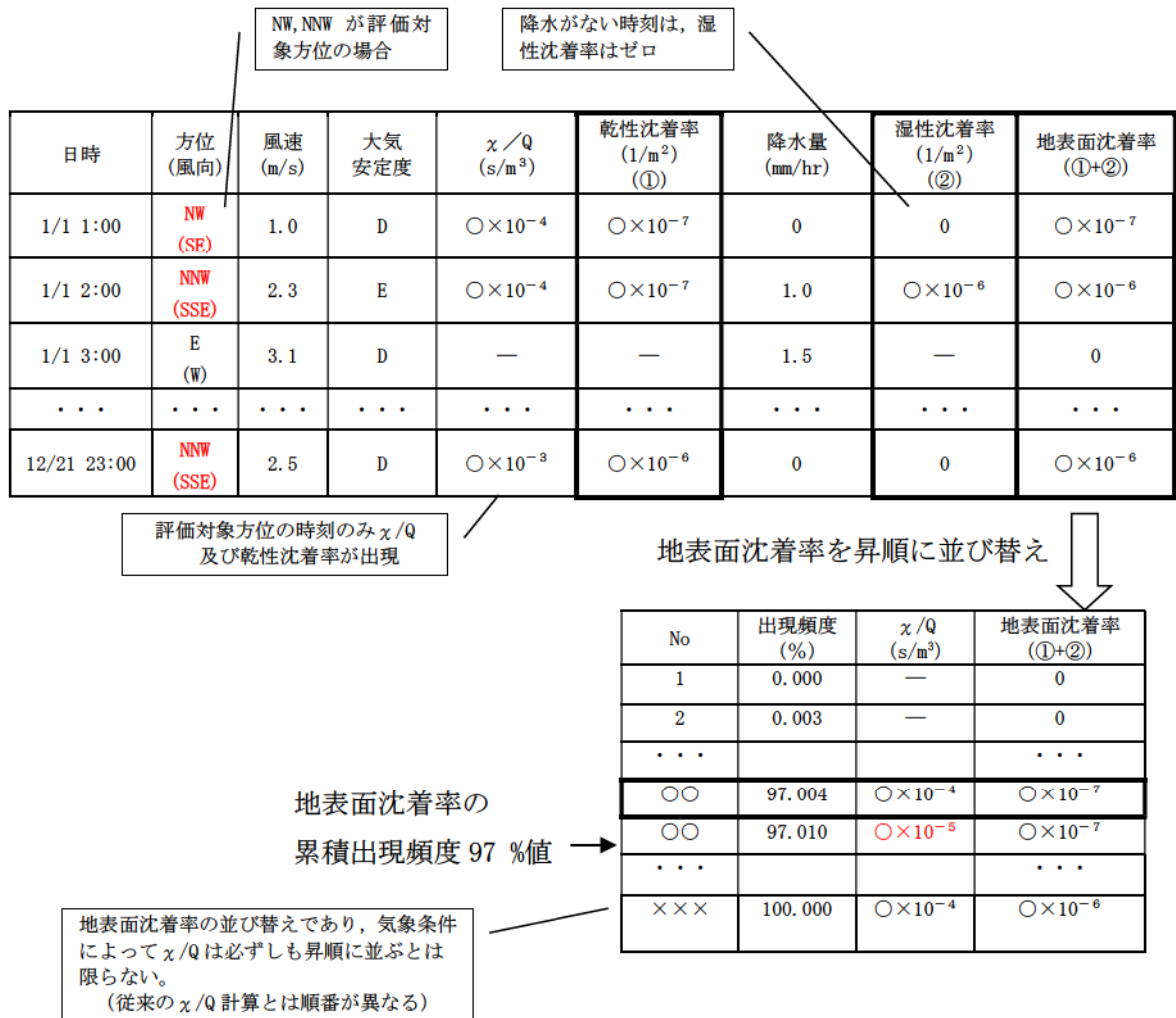 NW,NNW が評価対
象方位の場合
降水がない時刻は，湿
性沈着率はゼロ
日時 方位 (風向) 風速 (m/s) 大気 安定度 χ／Q (s/m³) 乾性沈着率 (1/m²) (①) 降水量 (mm/hr) 湿性沈着率 (1/m²) (②) 地表面沈着率 (①+②)
1/1 1:00 NW (SE) 1.0 D ○×10⁻⁴ ○×10⁻⁷ 0 0 ○×10⁻⁷
1/1 2:00 NNW (SSE) 2.3 E ○×10⁻⁴ ○×10⁻⁷ 1.0 ○×10⁻⁶ ○×10⁻⁶
1/1 3:00 E (W) 3.1 D — — 1.5 — 0
・・・ ・・・ ・・・ ・・・ ・・・ ・・・ ・・・ ・・・ ・・・
12/21 23:00 NNW (SSE) 2.5 D ○×10⁻³ ○×10⁻⁶ 0 0 ○×10⁻⁶
評価対象方位の時刻のみχ/Q
及び乾性沈着率が出現
地表面沈着率を昇順に並び替え
No 出現頻度 (%) χ/Q (s/m³) 地表面沈着率 (①+②)
1 0.000 — 0
2 0.003 — 0
・・・ ・・・
○○ 97.004 ○×10⁻⁴ ○×10⁻⁷
○○ 97.010 ○×10⁻⁵ ○×10⁻⁷
・・・ ・・・
××× 100.000 ○×10⁻⁴ ○×10⁻⁶
地表面沈着率の
累積出現頻度 97 %値
地表面沈着率の並び替えであり，気象条件
によってχ/Qは必ずしも昇順に並ぶとは
限らない。
（従来のχ/Q計算とは順番が異なる）